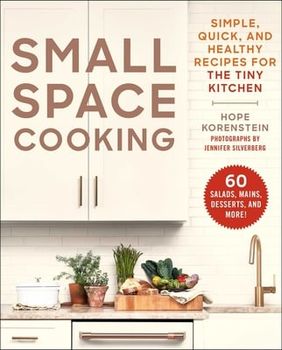 SMALL
SPACE
COOKING
SIMPLE,
QUICK, AND
HEALTHY
RECIPES FOR
THE TINY
KITCHEN
HOPE
KORENSTEIN
PHOTOGRAPHS BY
JENNIFER SILVERBERG
60
SALADS, MAINS,
DESSERTS, AND
MORE!